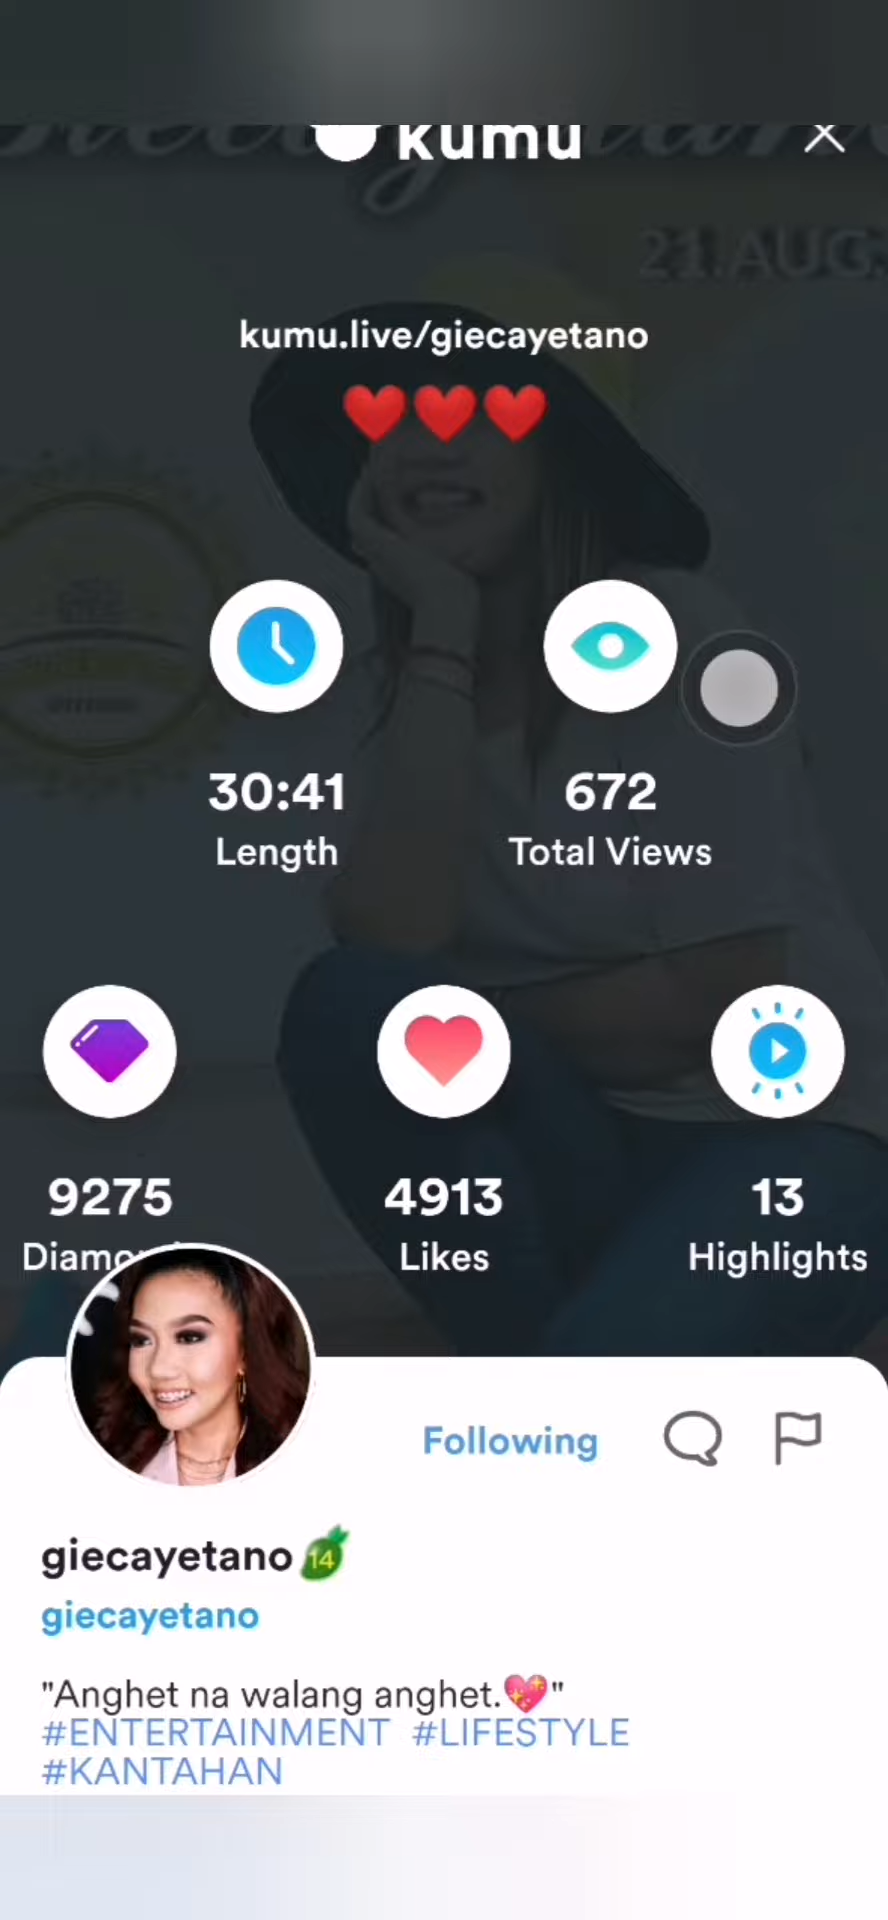 kumu
21.AUG.
kumu.live/giecayetano
30:41
672
Length
Total Views
9275
4913
13
Likes
Highlights
Following
giecayetano 14
giecayetano
"Anghet na walang anghet.💖"
#ENTERTAINMENT #LIFESTYLE
#KANTAHAN